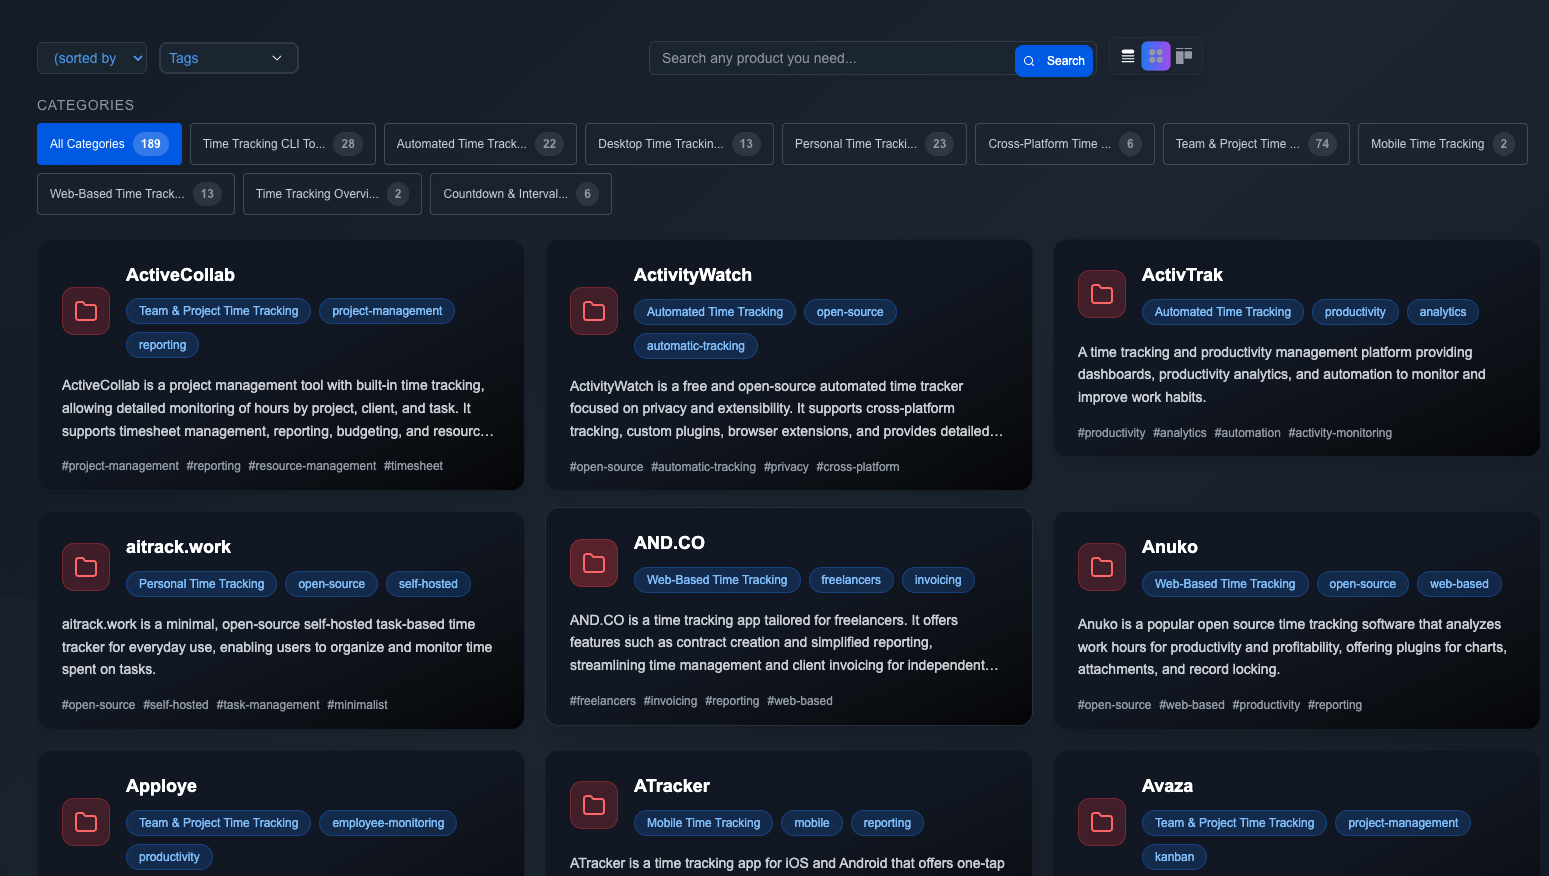 (sorted by
Tags
Search any product you need...
Search
CATEGORIES
All Categories 189
Time Tracking CLI To... 28
Automated Time Track... 22
Desktop Time Trackin... 13
Personal Time Tracki... 23
Cross-Platform Time ... 6
Team & Project Time ... 74
Mobile Time Tracking 2
Web-Based Time Track... 13
Time Tracking Overvi... 2
Countdown & Interval... 6
ActiveCollab
Team & Project Time Tracking
project-management
reporting
ActiveCollab is a project management tool with built-in time tracking,
allowing detailed monitoring of hours by project, client, and task. It
supports timesheet management, reporting, budgeting, and resourc...
#project-management #reporting #resource-management #timesheet
ActivityWatch
Automated Time Tracking
open-source
automatic-tracking
ActivityWatch is a free and open-source automated time tracker
focused on privacy and extensibility. It supports cross-platform
tracking, custom plugins, browser extensions, and provides detailed...
#open-source #automatic-tracking #privacy #cross-platform
ActivTrak
Automated Time Tracking
productivity
analytics
A time tracking and productivity management platform providing
dashboards, productivity analytics, and automation to monitor and
improve work habits.
#productivity #analytics #automation #activity-monitoring
aitrack.work
Personal Time Tracking
open-source
self-hosted
aitrack.work is a minimal, open-source self-hosted task-based time
tracker for everyday use, enabling users to organize and monitor time
spent on tasks.
#open-source #self-hosted #task-management #minimalist
AND.CO
Web-Based Time Tracking
freelancers
invoicing
AND.CO is a time tracking app tailored for freelancers. It offers
features such as contract creation and simplified reporting,
streamlining time management and client invoicing for independent...
#freelancers #invoicing #reporting #web-based
Anuko
Web-Based Time Tracking
open-source
web-based
Anuko is a popular open source time tracking software that analyzes
work hours for productivity and profitability, offering plugins for charts,
attachments, and record locking.
#open-source #web-based #productivity #reporting
Apploye
Team & Project Time Tracking
employee-monitoring
productivity
ATracker
Mobile Time Tracking
mobile
reporting
ATracker is a time tracking app for iOS and Android that offers one-tap
Avaza
Team & Project Time Tracking
project-management
kanban